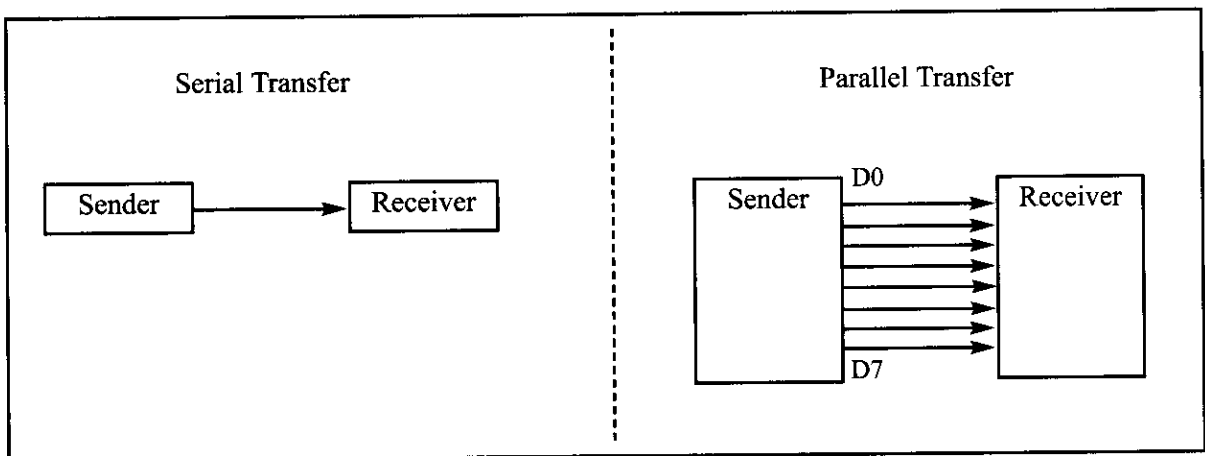 Serial Transfer
Sender
Receiver
Parallel Transfer
Sender
D0
Receiver
D7